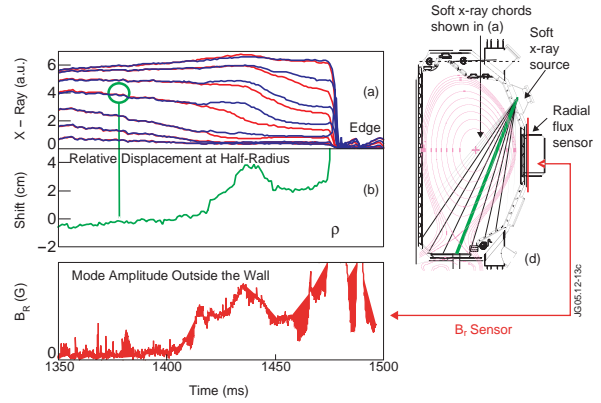 Soft x-ray chords
shown in (a)
Soft
x-ray
source
6
4
2
0
X – Ray (a.u.)
(a)
Edge
Radial
flux
sensor
4
2
0
−2
Shift (cm)
Relative Displacement at Half-Radius
(b)
ρ
(d)
JG05.12-13c
Mode Amplitude Outside the Wall
B_R (G)
0
B_r Sensor
1350 1400 1450 1500
Time (ms)